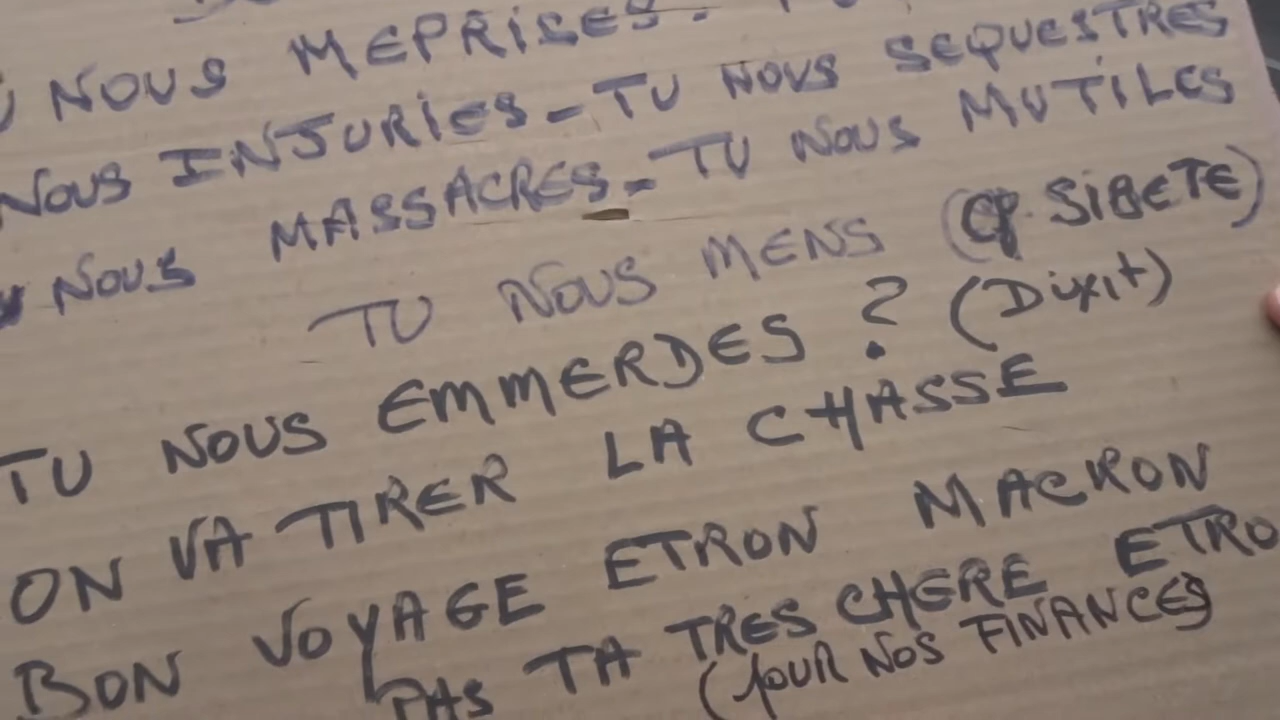 NOUS MEPRISES.
NOUS INJURIES - TU NOUS SEQUESTRES
NOUS MASSACRES - TU NOUS MUTILES
TU NOUS MENS (CF SIBETE)
TU NOUS EMMERDES ? (Dixit)
ON VA TIRER LA CHASSE
BON VOYAGE ETRON MACRON
PAS TA TRES CHERE ETRO
(POUR NOS FINANCES)